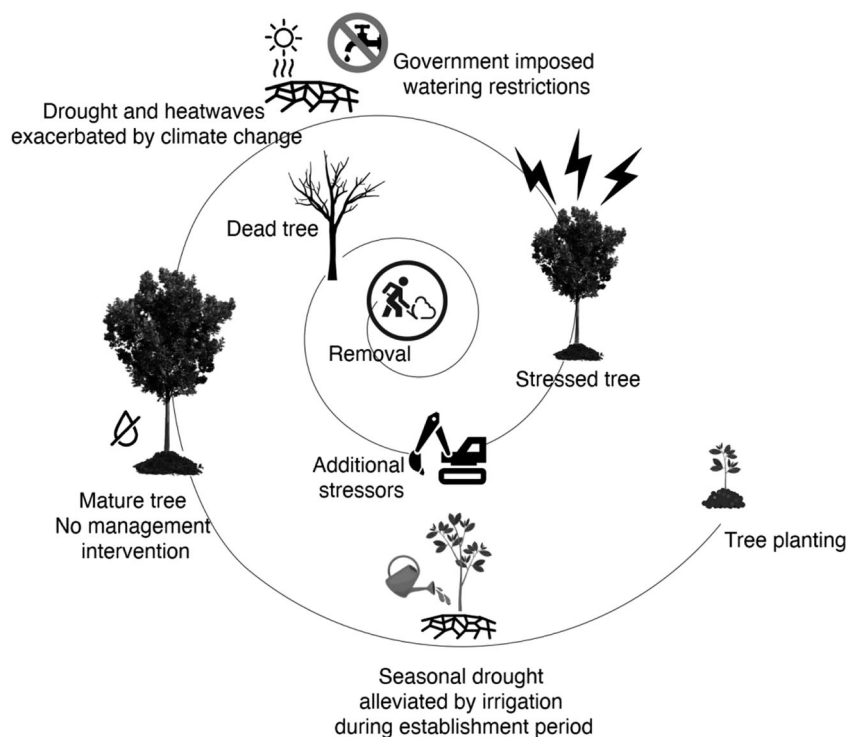 Government imposed
watering restrictions
Drought and heatwaves
exacerbated by climate change
Dead tree
Removal
Stressed tree
Additional
stressors
Mature tree
No management
intervention
Tree planting
Seasonal drought
alleviated by irrigation
during establishment period